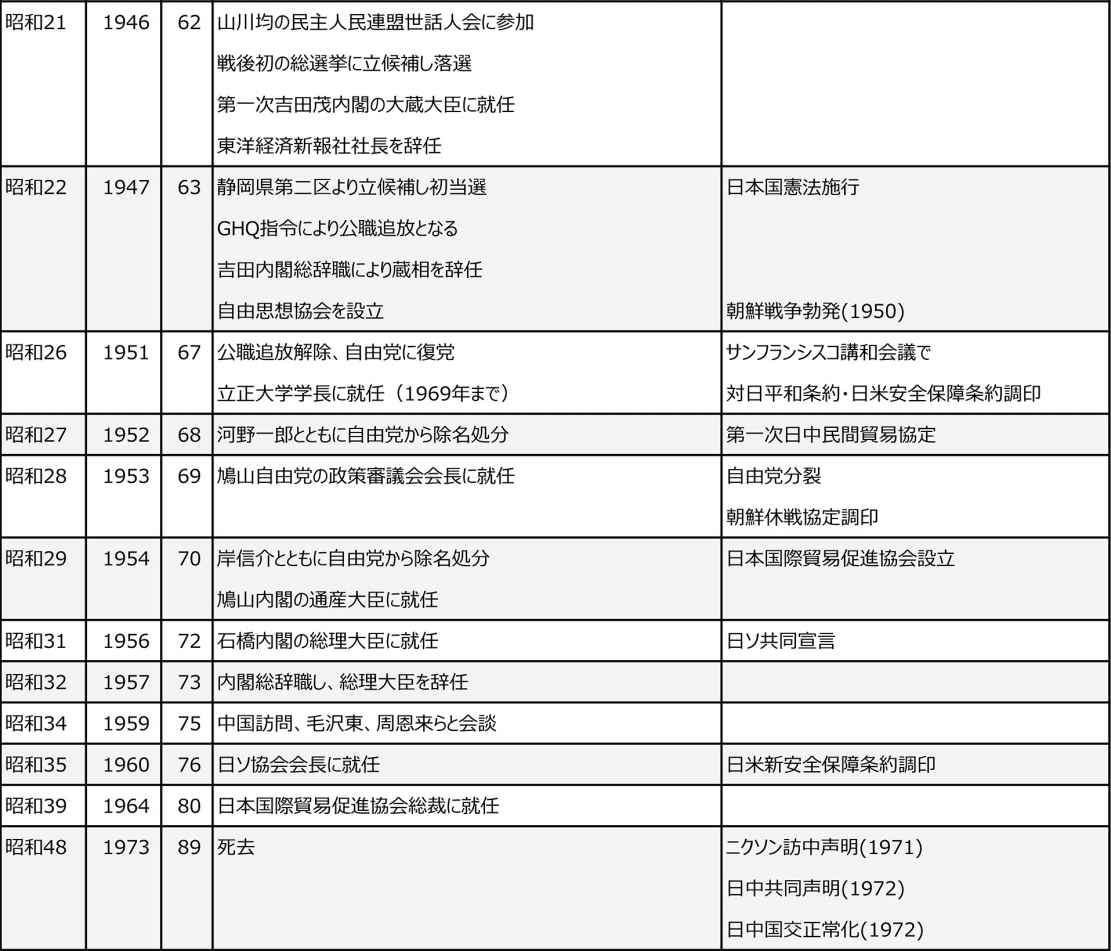 昭和21 1946 62 山川均の民主人民連盟世話人会に参加
戦後初の総選挙に立候補し落選
第一次吉田茂内閣の大蔵大臣に就任
東洋経済新報社社長を辞任
昭和22 1947 63 静岡県第二区より立候補し初当選 日本国憲法施行
GHQ指令により公職追放となる
吉田内閣総辞職により蔵相を辞任
自由思想協会を設立 朝鮮戦争勃発(1950)
昭和26 1951 67 公職追放解除、自由党に復党 サンフランシスコ講和会議で
立正大学学長に就任（1969年まで） 対日平和条約・日米安全保障条約調印
昭和27 1952 68 河野一郎とともに自由党から除名処分 第一次日中民間貿易協定
昭和28 1953 69 鳩山自由党の政策審議会会長に就任 自由党分裂
朝鮮休戦協定調印
昭和29 1954 70 岸信介とともに自由党から除名処分 日本国際貿易促進協会設立
鳩山内閣の通産大臣に就任
昭和31 1956 72 石橋内閣の総理大臣に就任 日ソ共同宣言
昭和32 1957 73 内閣総辞職し、総理大臣を辞任
昭和34 1959 75 中国訪問、毛沢東、周恩来らと会談
昭和35 1960 76 日ソ協会会長に就任 日米新安全保障条約調印
昭和39 1964 80 日本国際貿易促進協会総裁に就任
昭和48 1973 89 死去 ニクソン訪中声明(1971)
日中共同声明(1972)
日中国交正常化(1972)